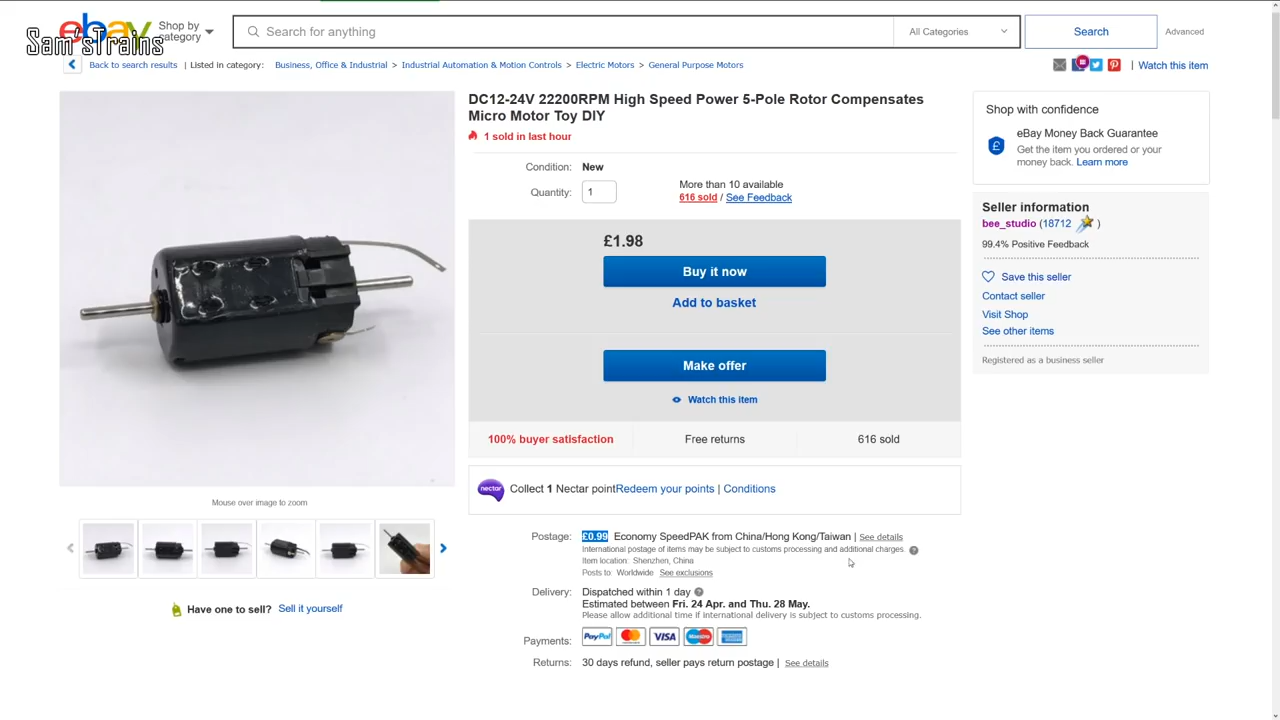 ebay
Sam'sTrains
Shop by
category
Search for anything
All Categories
Search
Advanced
Back to search results | Listed in category: Business, Office & Industrial > Industrial Automation & Motion Controls > Electric Motors > General Purpose Motors
| Watch this item
DC12-24V 22200RPM High Speed Power 5-Pole Rotor Compensates
Micro Motor Toy DIY
1 sold in last hour
Condition: New
Quantity: 1
More than 10 available
616 sold / See Feedback
£1.98
Buy it now
Add to basket
Make offer
Watch this item
100% buyer satisfaction
Free returns
616 sold
nectar
Collect 1 Nectar pointRedeem your points | Conditions
Postage: £0.99 Economy SpeedPAK from China/Hong Kong/Taiwan | See details
International postage of items may be subject to customs processing and additional charges. ?
Item location: Shenzhen, China
Posts to: Worldwide See exclusions
Delivery: Dispatched within 1 day ?
Estimated between Fri. 24 Apr. and Thu. 28 May.
Please allow additional time if international delivery is subject to customs processing.
Payments: PayPal VISA Maestro
Returns: 30 days refund, seller pays return postage | See details
Mouse over image to zoom
Have one to sell? Sell it yourself
Shop with confidence
£
eBay Money Back Guarantee
Get the item you ordered or your
money back. Learn more
Seller information
bee_studio (18712 )
99.4% Positive Feedback
Save this seller
Contact seller
Visit Shop
See other items
Registered as a business seller